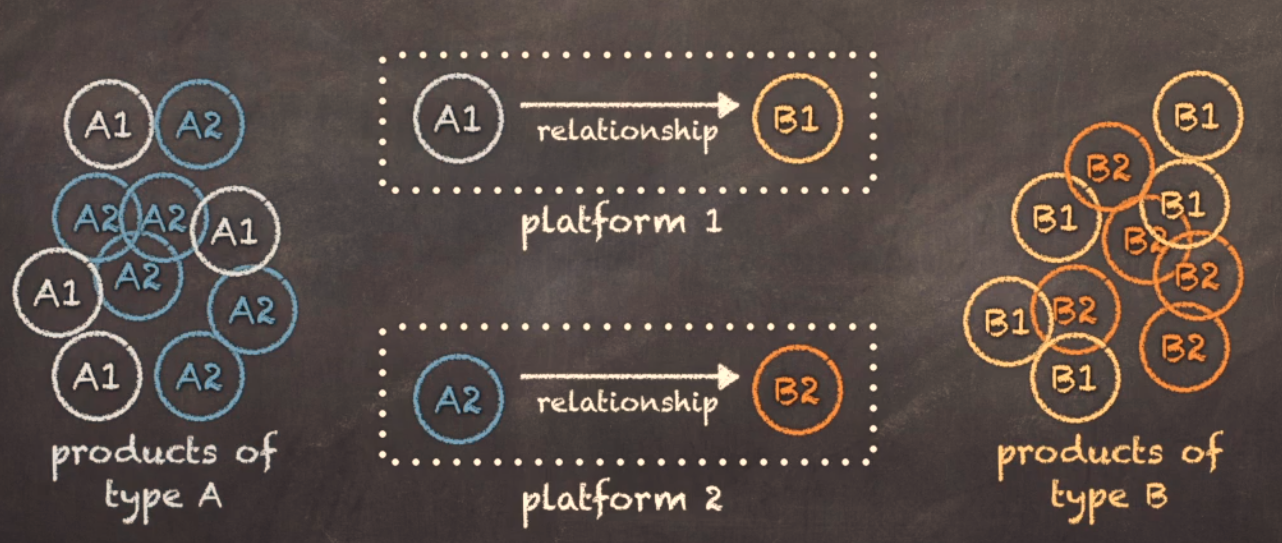 A1
A2
A2
A2
A1
A1
A2
A2
A1
A2
products of
type A
A1
relationship
B1
platform 1
A2
relationship
B2
platform 2
B1
B2
B1
B1
B2
B2
B1
B2
B2
B1
products of
type B